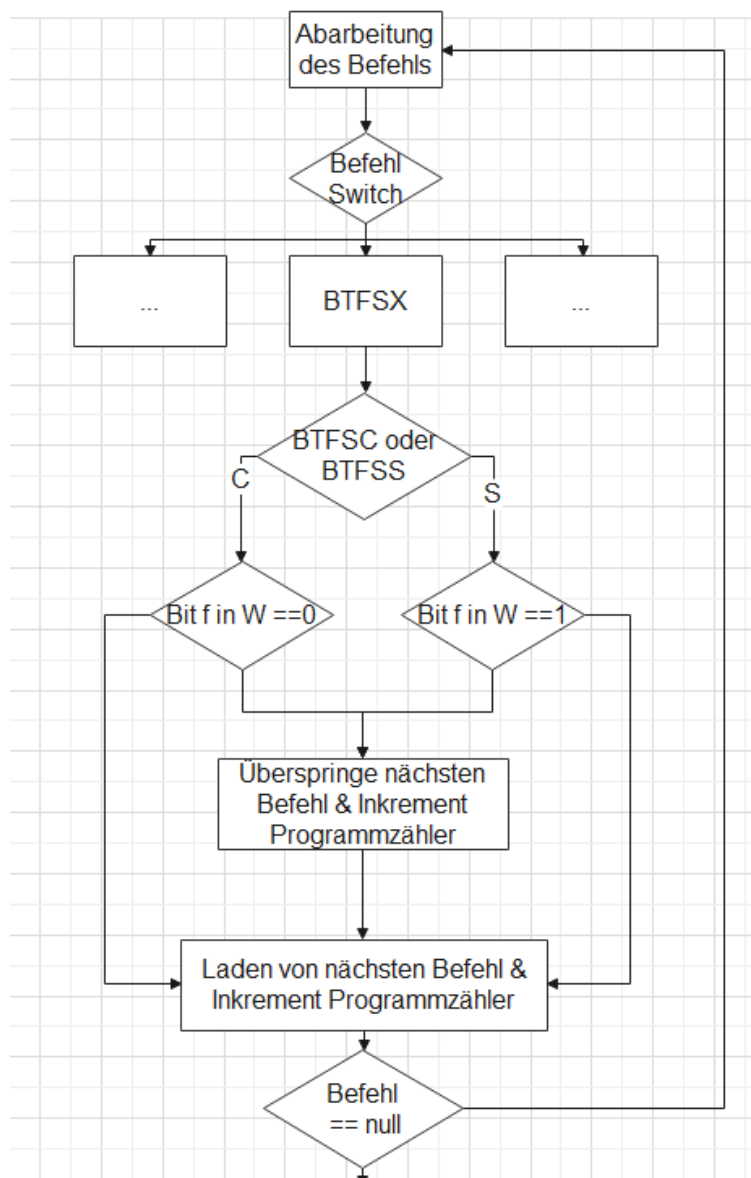 Abarbeitung
des Befehls
Befehl
Switch
...
BTFSX
...
BTFSC oder
BTFSS
C
S
Bit f in W ==0
Bit f in W ==1
Überspringe nächsten
Befehl & Inkrement
Programmzähler
Laden von nächsten Befehl &
Inkrement Programmzähler
Befehl
== null